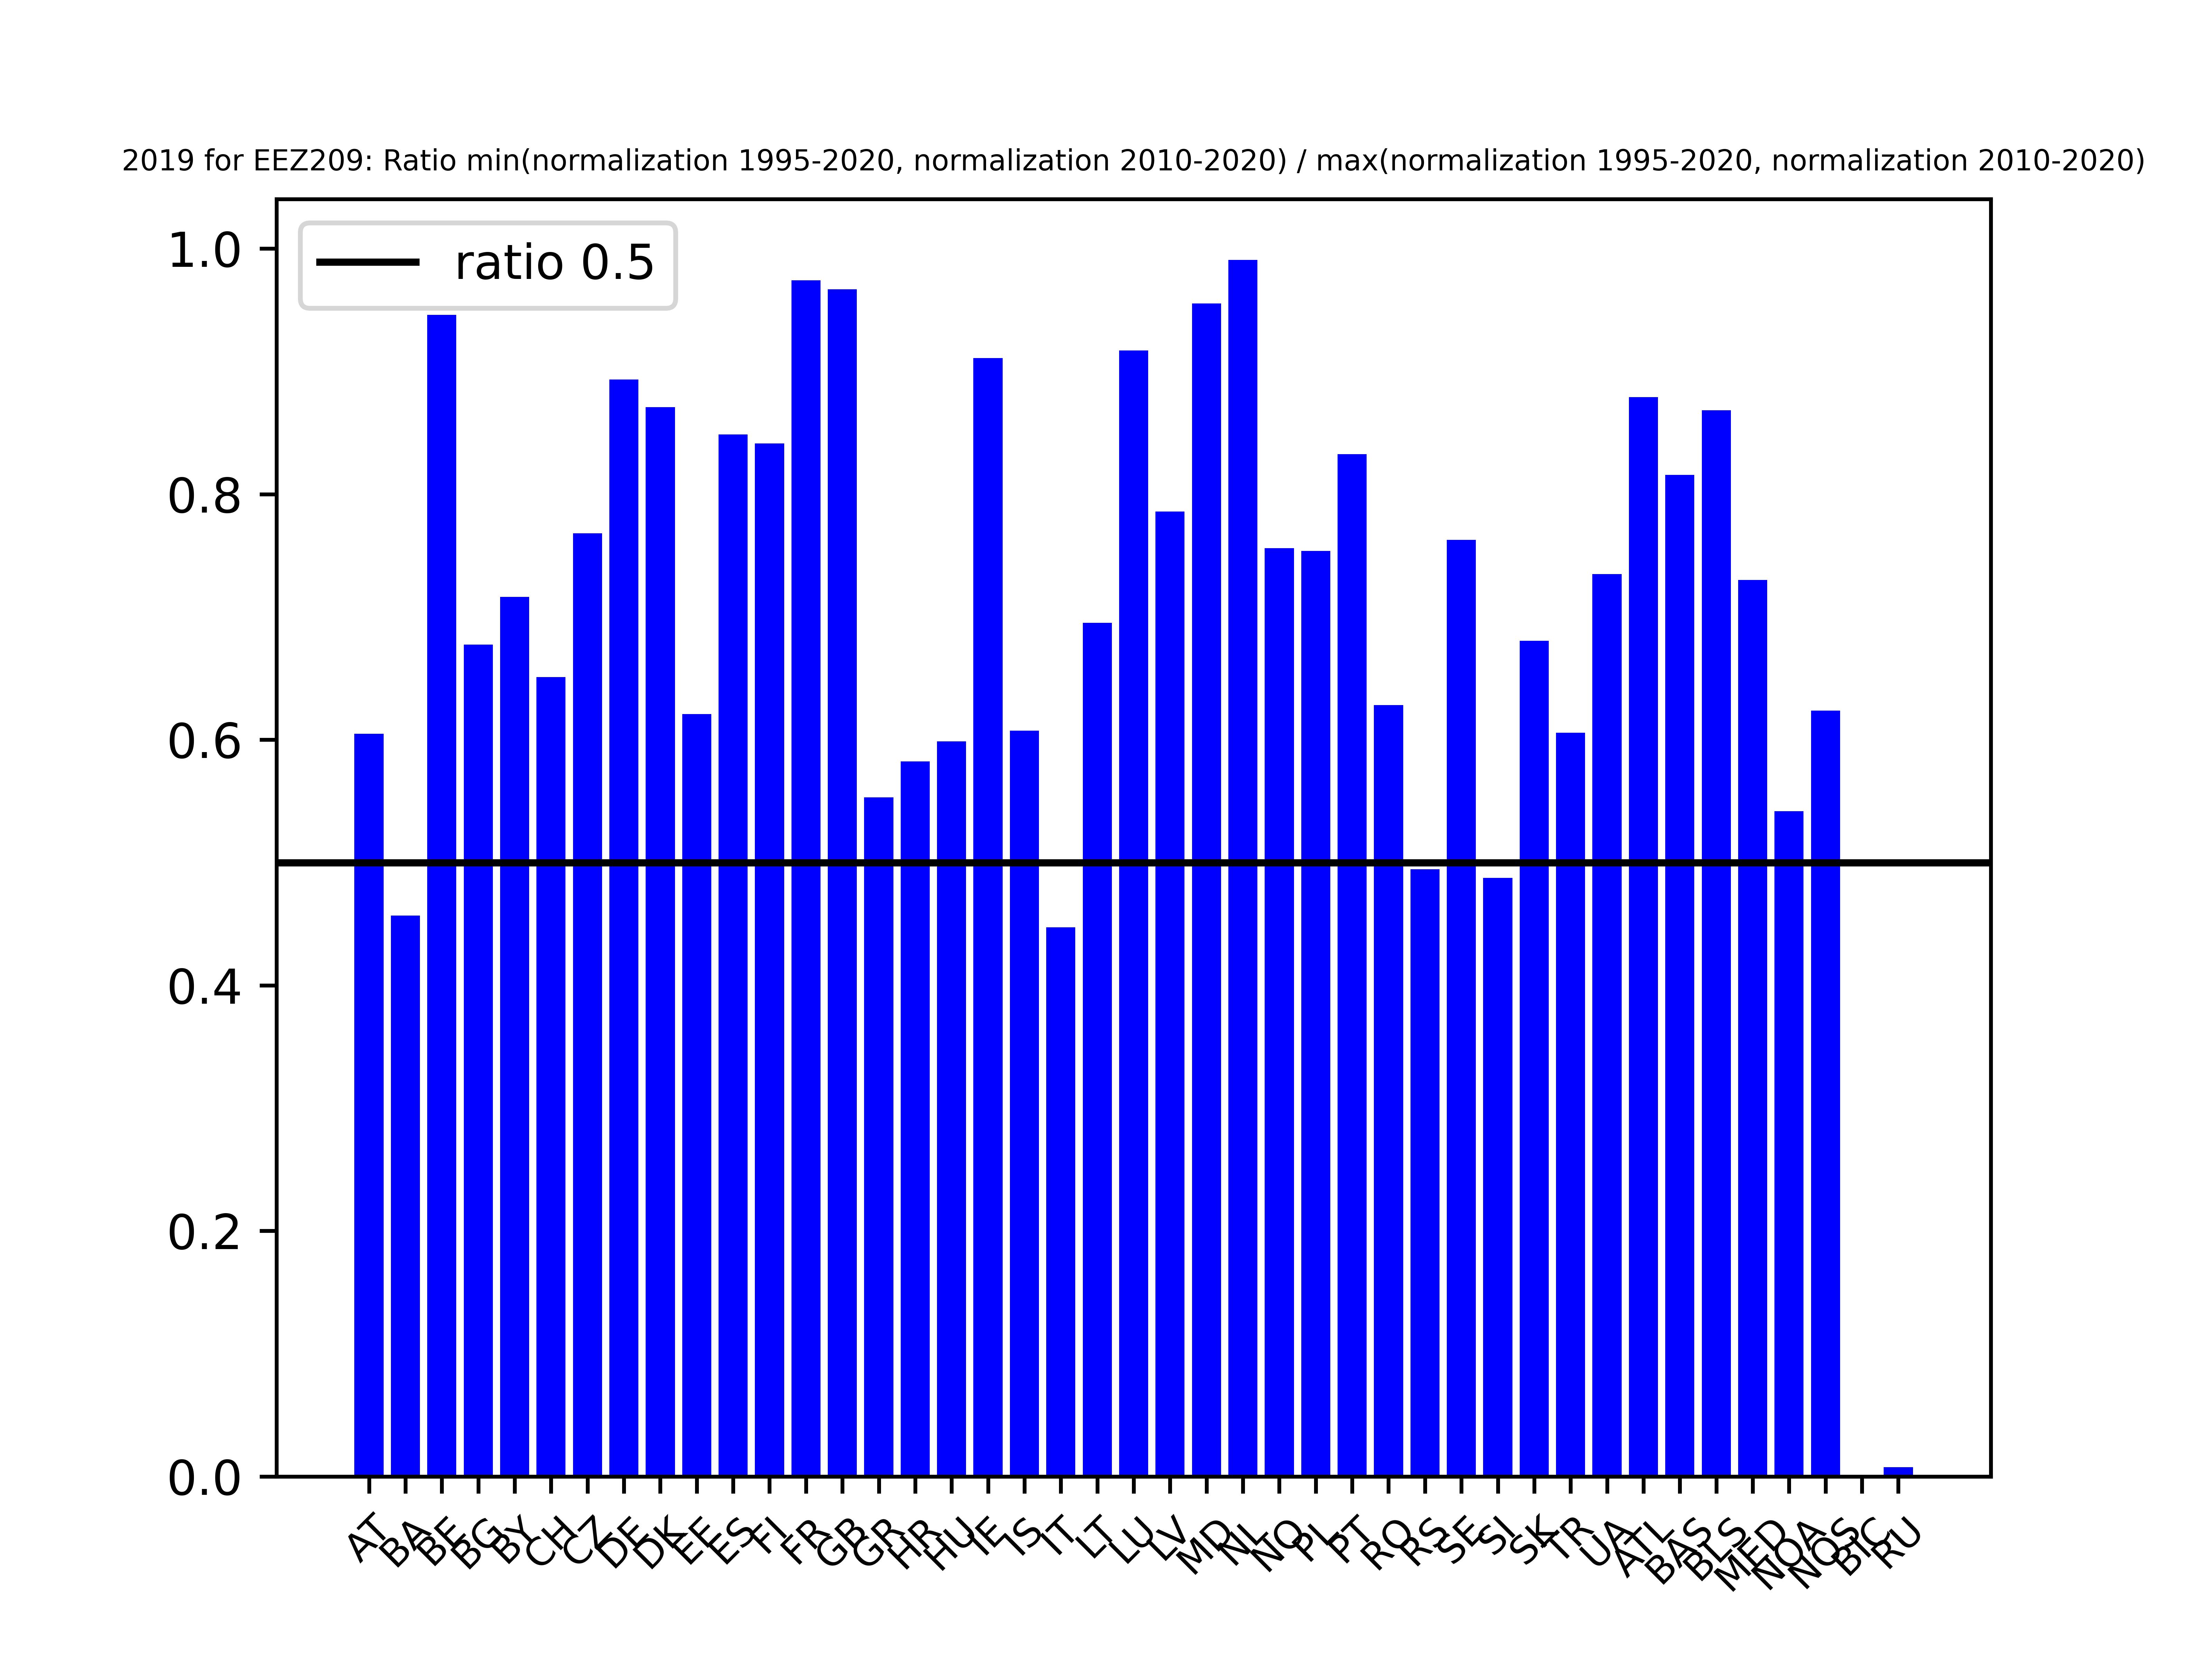 2019 for EEZ209: Ratio min(normalization 1995-2020, normalization 2010-2020) / max(normalization 1995-2020, normalization 2010-2020)
ratio 0.5
1.0
0.8
0.6
0.4
0.2
0.0
AT BA BE BG BY CH CZ DE DK EE ES FI FR GB GR HR HU IE IS IT LT LU LV MD NL NO PL PT RO RS SE SI SK TR UA ATL BAS BLS MED NOA NOS BIC RU